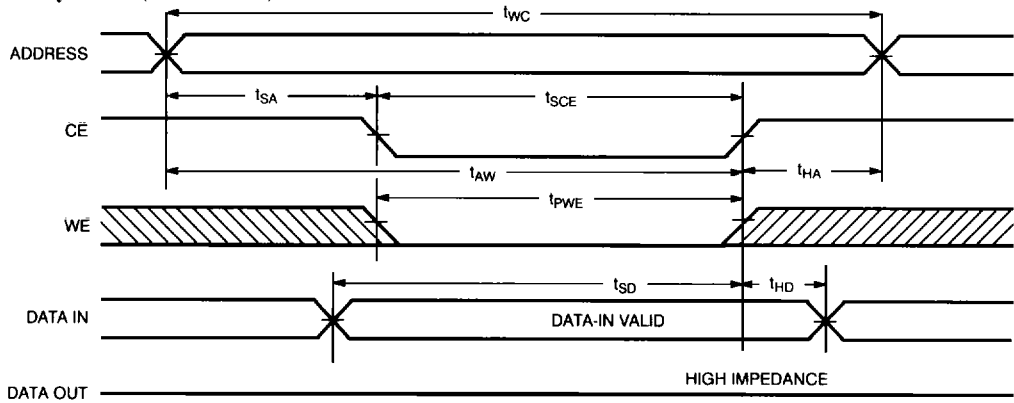 tWC
ADDRESS
tSA
tSCE
CE
tAW
tHA
tPWE
WE
tSD
tHD
DATA IN
DATA-IN VALID
HIGH IMPEDANCE
DATA OUT